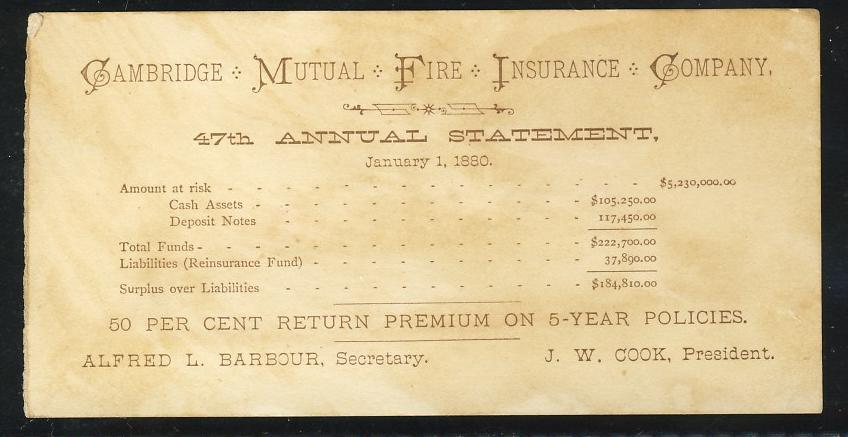 CAMBRIDGE MUTUAL FIRE INSURANCE COMPANY,
47th ANNUAL STATEMENT,
January 1, 1880.
Amount at risk - - - - - - - - - - - - - - - $5,230,000.00
Cash Assets - - - - - - - - - - - - $105.250.00
Deposit Notes - - - - - - - - - - - 117,450.00
Total Funds - - - - - - - - - - - - - - $222,700.00
Liabilities (Reinsurance Fund) - - - - - - - - - - 37,890.00
Surplus over Liabilities - - - - - - - - - - - $184,810.00
50 PER CENT RETURN PREMIUM ON 5-YEAR POLICIES.
ALFRED L. BARBOUR, Secretary. J. W. COOK, President.